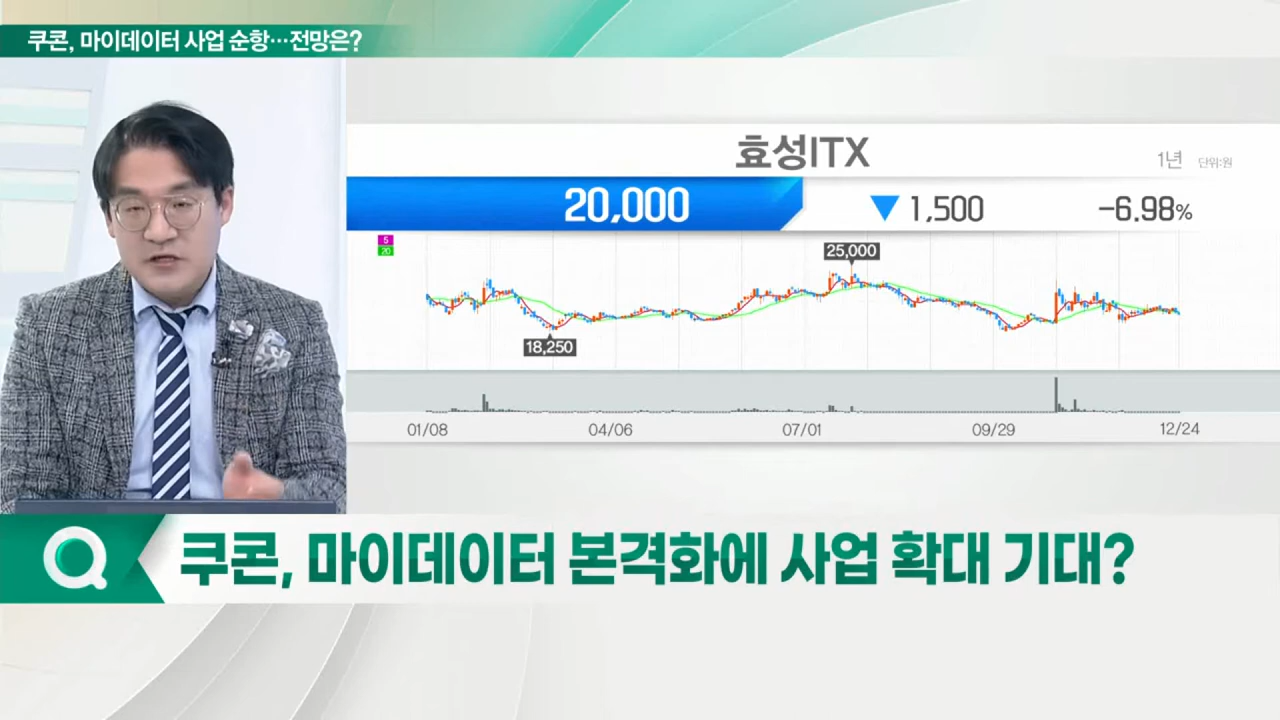 쿠콘, 마이데이터 사업 순항…전망은?
효성ITX
1년 단위:원
20,000 ▼ 1,500 -6.98%
5
20
25,000
18,250
01/08 04/06 07/01 09/29 12/24
Q 쿠콘, 마이데이터 본격화에 사업 확대 기대?